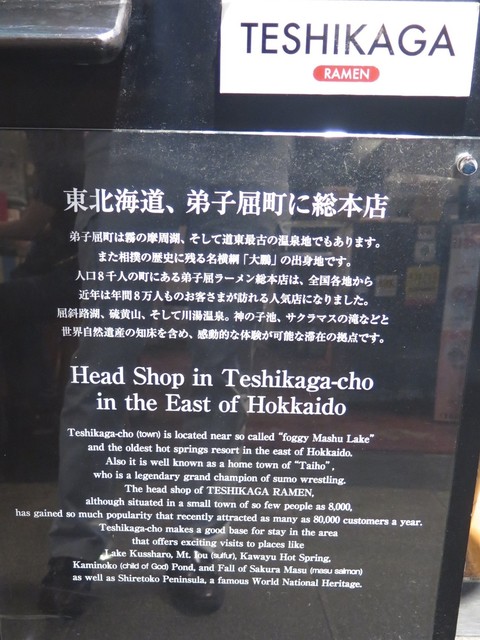 TESHIKAGA
RAMEN
東北海道、弟子屈町に総本店
弟子屈町は霧の摩周湖、そして道東最古の温泉地でもあります。
また相撲の歴史に残る名横綱「大鵬」の出身地です。
人口8千人の町にある弟子屈ラーメン総本店は、全国各地から
近年は年間8万人ものお客さまが訪れる人気店になりました。
屈斜路湖、硫黄山、そして川湯温泉。神の子池、サクラマスの滝などと
世界自然遺産の知床を含め、感動的な体験が可能な滞在の拠点です。
Head Shop in Teshikaga-cho
in the East of Hokkaido
Teshikaga-cho (town) is located near so called "foggy Mashu Lake"
and the oldest hot springs resort in the east of Hokkaido.
Also it is well known as a home town of "Taiho",
who is a legendary grand champion of sumo wrestling.
The head shop of TESHIKAGA RAMEN,
although situated in a small town of so few people as 8,000,
has gained so much popularity that recently attracted as many as 80,000 customers a year.
Teshikaga-cho makes a good base for stay in the area
that offers exciting visits to places like
Lake Kussharo, Mt. Iou (sulfur), Kawayu Hot Spring,
Kaminoko (child of God) Pond, and Fall of Sakura Masu (masu salmon)
as well as Shiretoko Peninsula, a famous World National Heritage.